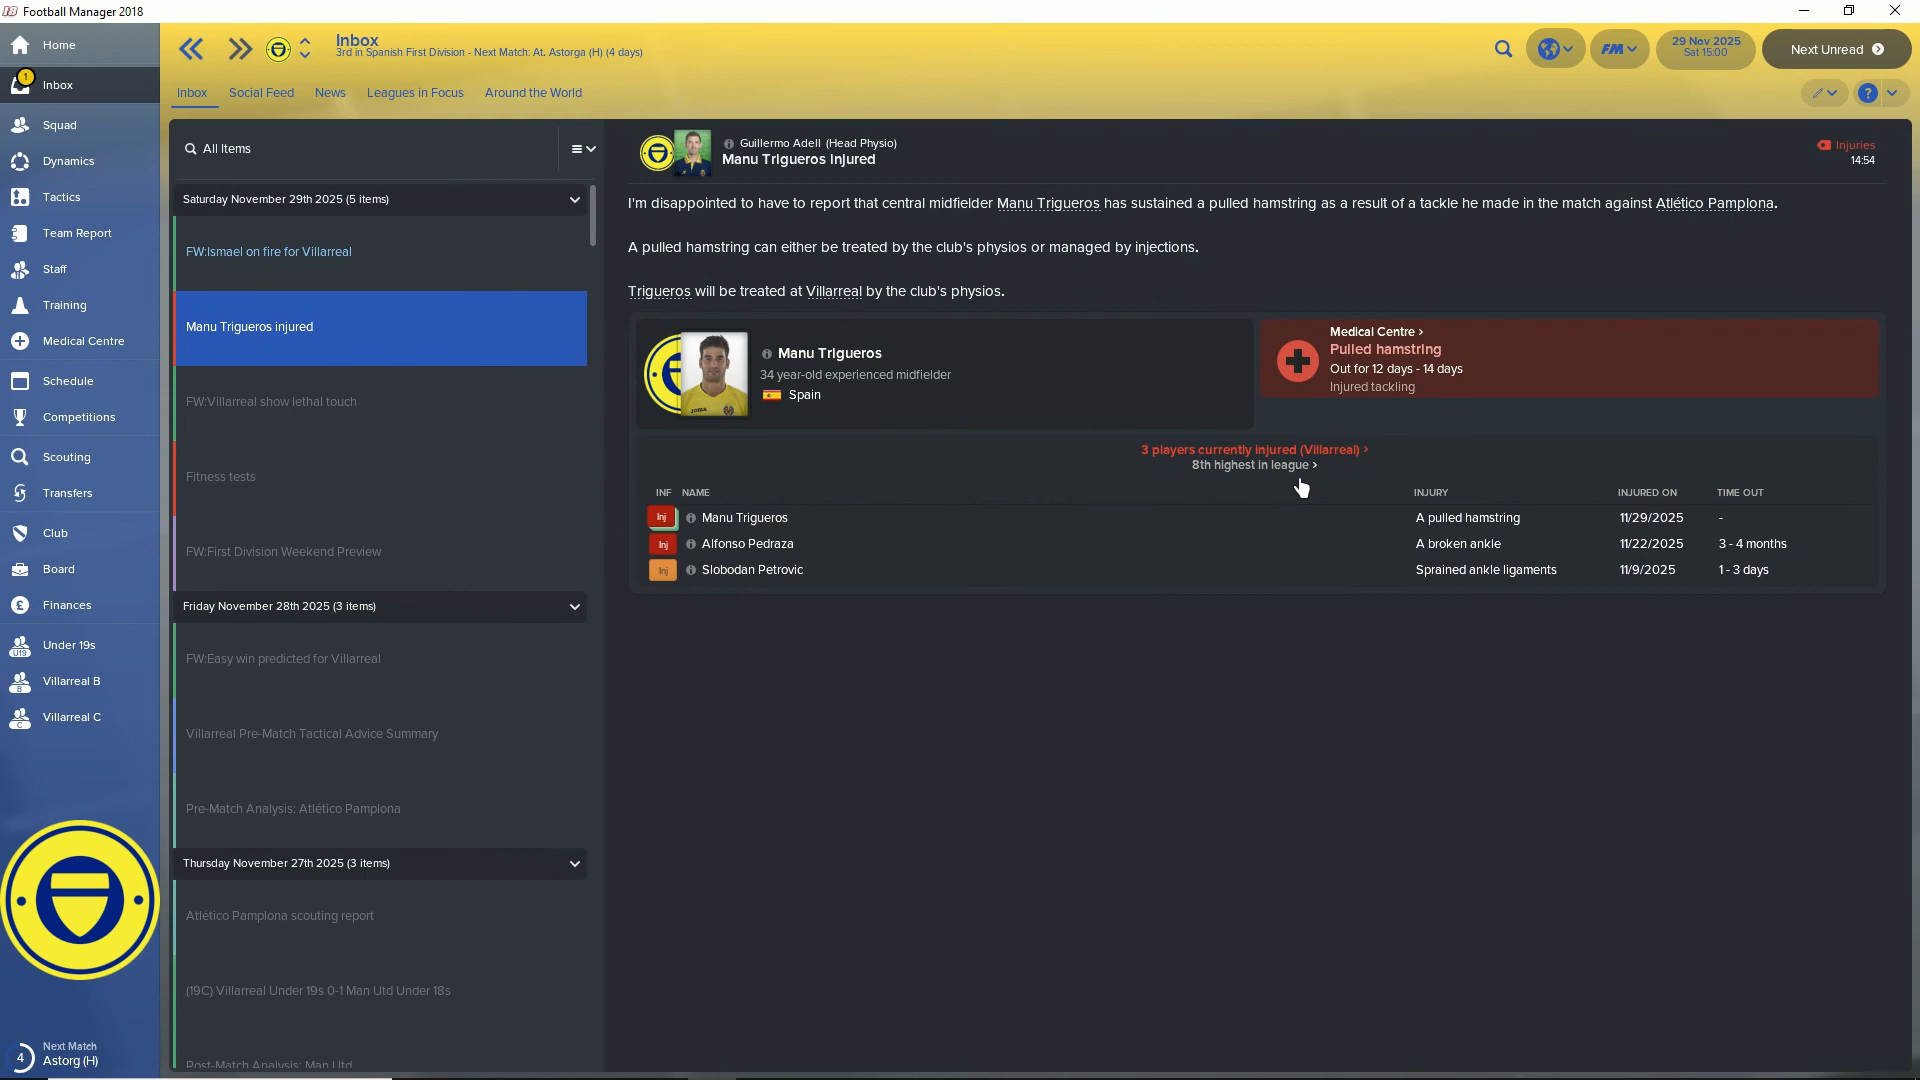 Football Manager 2018
Home
1
Inbox
Squad
Dynamics
Tactics
Team Report
Staff
Training
Medical Centre
Schedule
Competitions
Scouting
Transfers
Club
Board
Finances
Under 19s
U19
Villarreal B
B
Villarreal C
C
4
Next Match
Astorg (H)
Inbox
3rd in Spanish First Division - Next Match: At. Astorga (H) (4 days)
FM
29 Nov 2025
Sat 15:00
Next Unread
Inbox
Social Feed
News
Leagues in Focus
Around the World
?
All Items
Saturday November 29th 2025 (5 items)
FW:Ismael on fire for Villarreal
Manu Trigueros injured
FW:Villarreal show lethal touch
Fitness tests
FW:First Division Weekend Preview
Friday November 28th 2025 (3 items)
FW:Easy win predicted for Villarreal
Villarreal Pre-Match Tactical Advice Summary
Pre-Match Analysis: Atlético Pamplona
Thursday November 27th 2025 (3 items)
Atlético Pamplona scouting report
(19C) Villarreal Under 19s 0-1 Man Utd Under 18s
Post-Match Analysis: Man Utd
Guillermo Adell (Head Physio)
Manu Trigueros injured
Injuries
14:54
I'm disappointed to have to report that central midfielder Manu Trigueros has sustained a pulled hamstring as a result of a tackle he made in the match against Atlético Pamplona.
A pulled hamstring can either be treated by the club's physios or managed by injections.
Trigueros will be treated at Villarreal by the club's physios.
Manu Trigueros
34 year-old experienced midfielder
Spain
Medical Centre >
Pulled hamstring
Out for 12 days - 14 days
Injured tackling
3 players currently injured (Villarreal) >
8th highest in league >
INF NAME INJURY INJURED ON TIME OUT
Inj Manu Trigueros A pulled hamstring 11/29/2025 -
Inj Alfonso Pedraza A broken ankle 11/22/2025 3 - 4 months
Inj Slobodan Petrovic Sprained ankle ligaments 11/9/2025 1 - 3 days